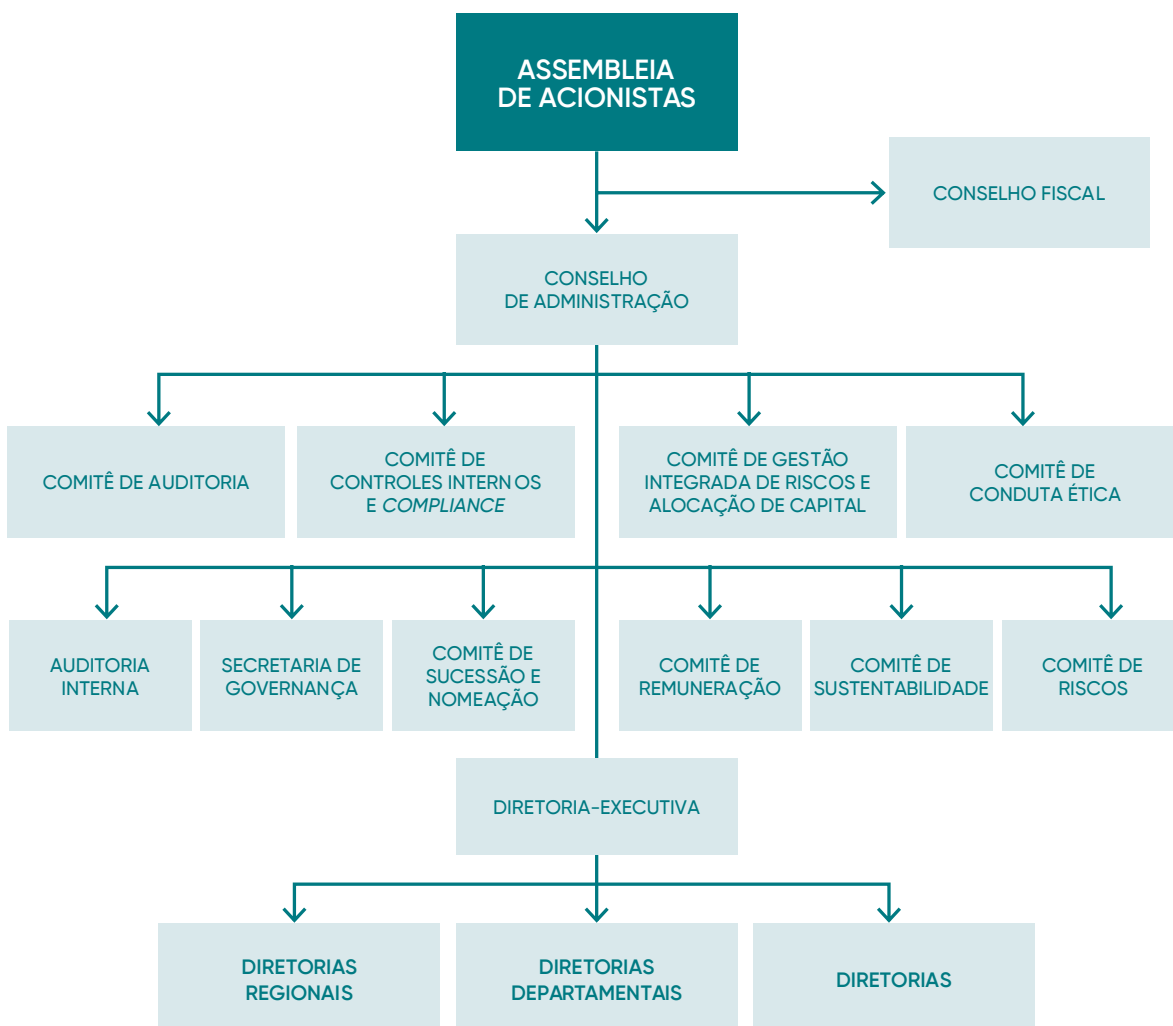 ASSEMBLEIA
DE ACIONISTAS
CONSELHO FISCAL
CONSELHO
DE ADMINISTRAÇÃO
COMITÊ DE AUDITORIA
COMITÊ DE
CONTROLES INTERNOS
E COMPLIANCE
COMITÊ DE GESTÃO
INTEGRADA DE RISCOS E
ALOCAÇÃO DE CAPITAL
COMITÊ DE
CONDUTA ÉTICA
AUDITORIA
INTERNA
SECRETARIA DE
GOVERNANÇA
COMITÊ DE
SUCESSÃO E
NOMEAÇÃO
COMITÊ DE
REMUNERAÇÃO
COMITÊ DE
SUSTENTABILIDADE
COMITÊ DE
RISCOS
DIRETORIA-EXECUTIVA
DIRETORIAS
REGIONAIS
DIRETORIAS
DEPARTAMENTAIS
DIRETORIAS